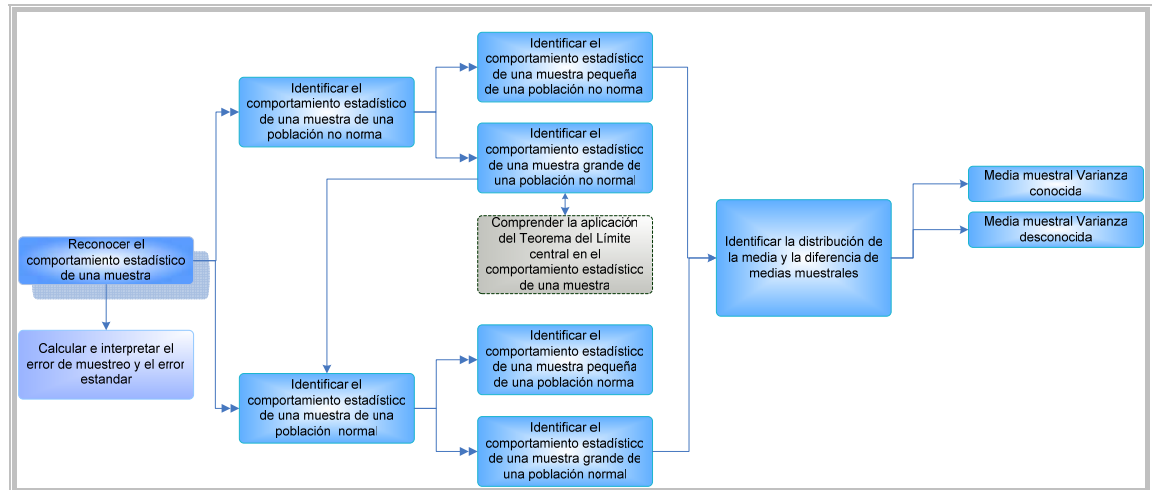 Reconocer el
comportamiento estadístico
de una muestra
Calcular e interpretar el
error de muestreo y el error
estandar
Identificar el
comportamiento estadístico
de una muestra de una
población no norma
Identificar el
comportamiento estadístico
de una muestra de una
población normal
Identificar el
comportamiento estadístico
de una muestra pequeña
de una población no norma
Identificar el
comportamiento estadístico
de una muestra grande de
una población no normal
Comprender la aplicación
del Teorema del Límite
central en el
comportamiento estadístico
de una muestra
Identificar el
comportamiento estadístico
de una muestra pequeña
de una población norma
Identificar el
comportamiento estadístico
de una muestra grande de
una población normal
Identificar la distribución de
la media y la diferencia de
medias muestrales
Media muestral Varianza
conocida
Media muestral Varianza
desconocida